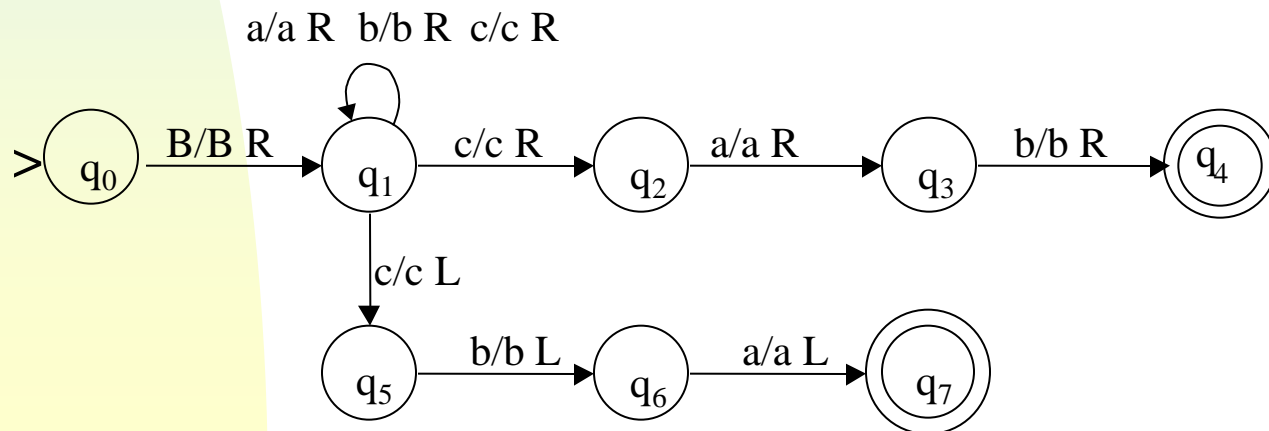 a/a R b/b R c/c R
> q₀ B/B R q₁ c/c R q₂ a/a R q₃ b/b R q₄
c/c L
q₅ b/b L q₆ a/a L q₇